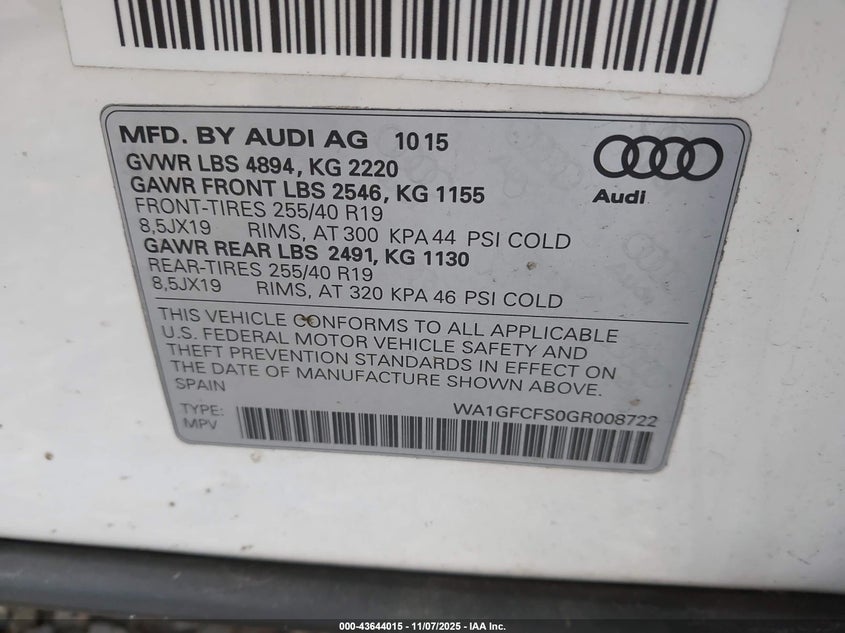 MFD. BY AUDI AG 10 15
GVWR LBS 4894, KG 2220
GAWR FRONT LBS 2546, KG 1155
FRONT-TIRES 255/40 R19
8,5JX19 RIMS, AT 300 KPA 44 PSI COLD
GAWR REAR LBS 2491, KG 1130
REAR-TIRES 255/40 R19
8,5JX19 RIMS, AT 320 KPA 46 PSI COLD
Audi
THIS VEHICLE CONFORMS TO ALL APPLICABLE
U.S. FEDERAL MOTOR VEHICLE SAFETY AND
THEFT PREVENTION STANDARDS IN EFFECT ON
THE DATE OF MANUFACTURE SHOWN ABOVE.
SPAIN
TYPE: WA1GFCFS0GR008722
MPV
000-43644015 - 11/07/2025 - IAA Inc.